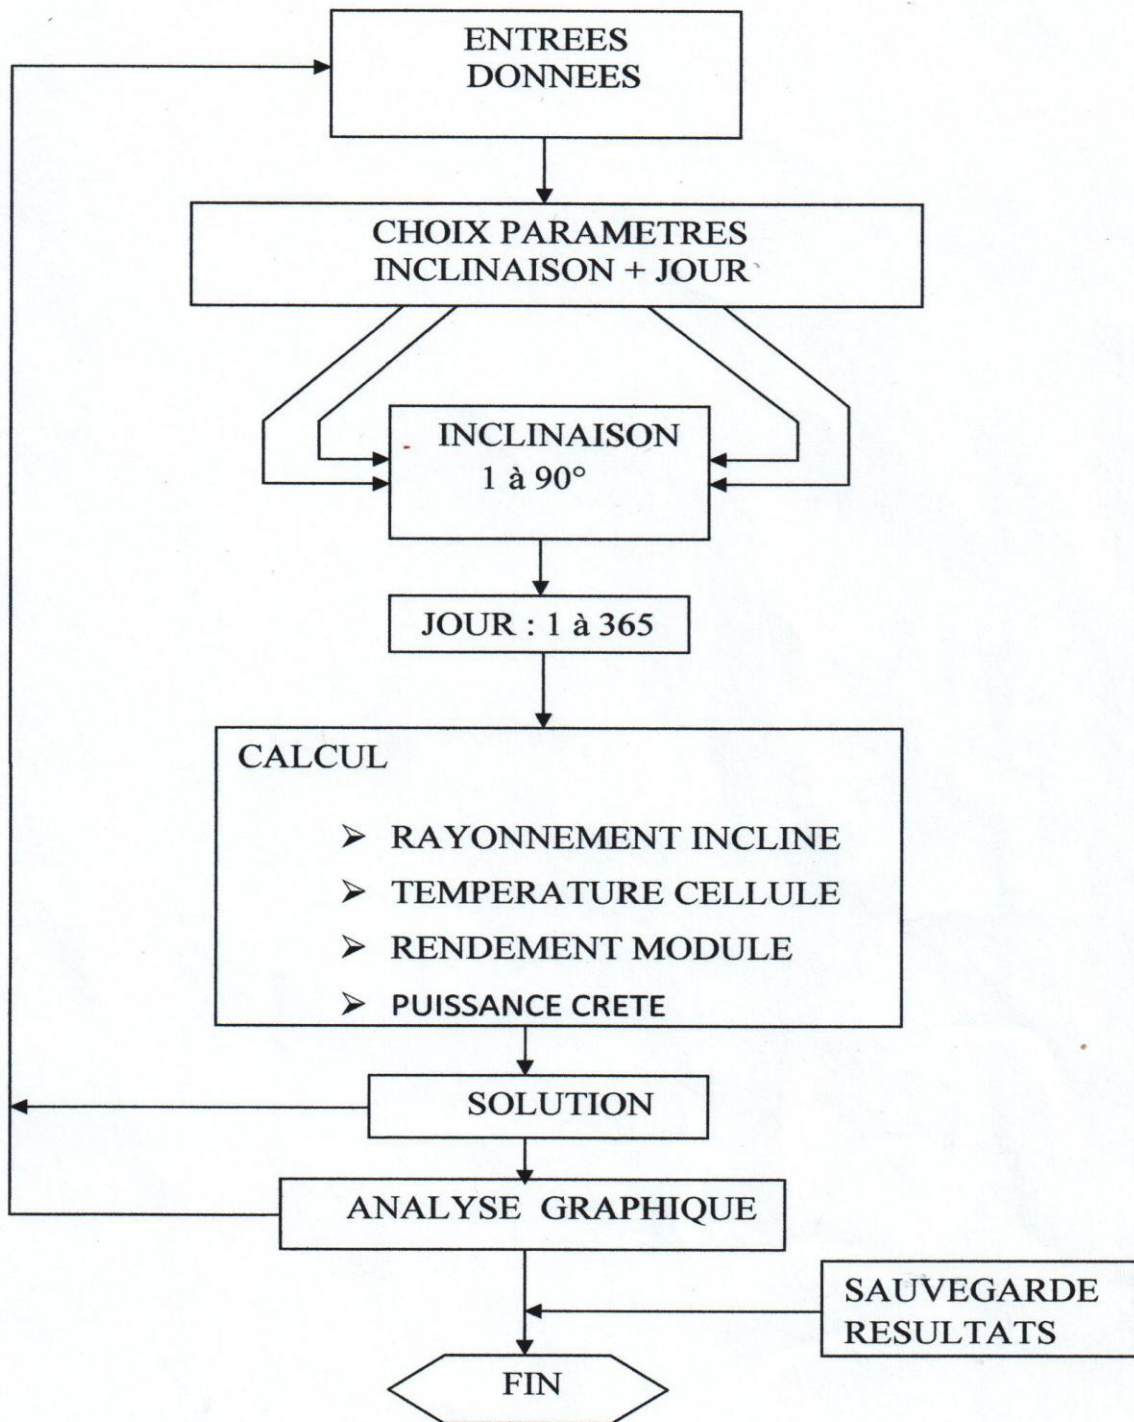 ENTREES
DONNEES
CHOIX PARAMETRES
INCLINAISON + JOUR
INCLINAISON
1 à 90°
JOUR : 1 à 365
CALCUL
➢ RAYONNEMENT INCLINE
➢ TEMPERATURE CELLULE
➢ RENDEMENT MODULE
➢ PUISSANCE CRETE
SOLUTION
ANALYSE GRAPHIQUE
SAUVEGARDE
RESULTATS
FIN